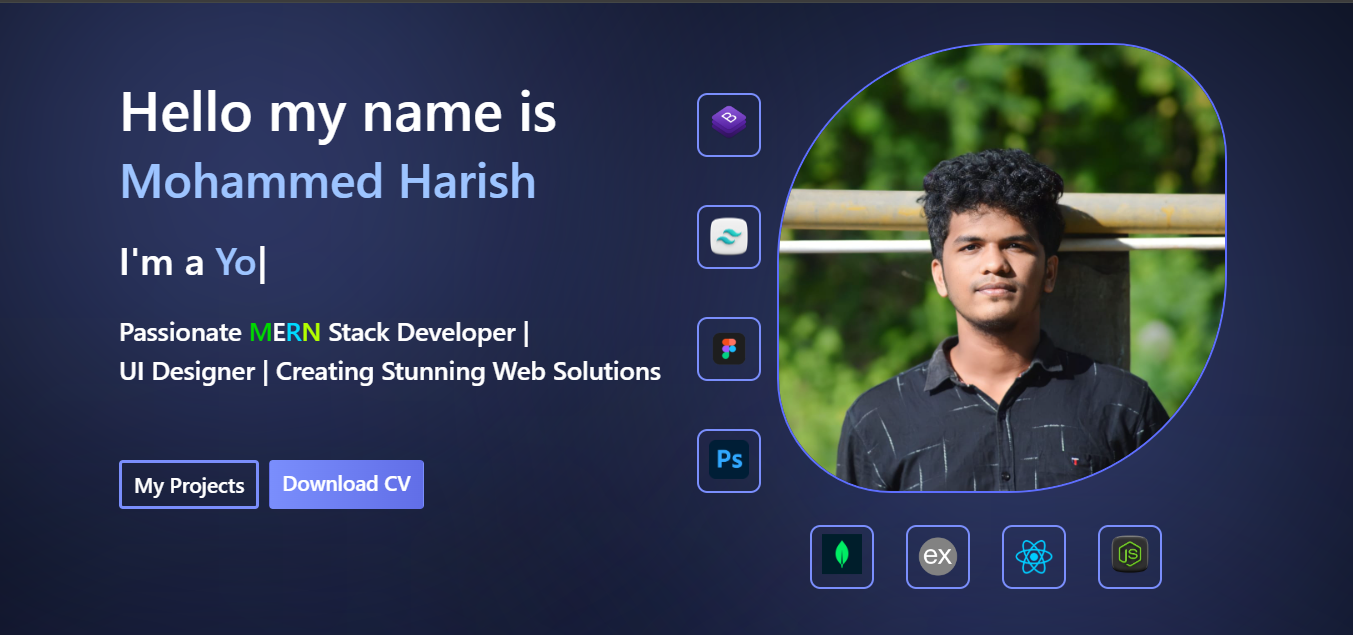 Hello my name is
Mohammed Harish
I'm a Yo|
Passionate MERN Stack Developer |
UI Designer | Creating Stunning Web Solutions
My Projects
Download CV
Ps
ex
JS